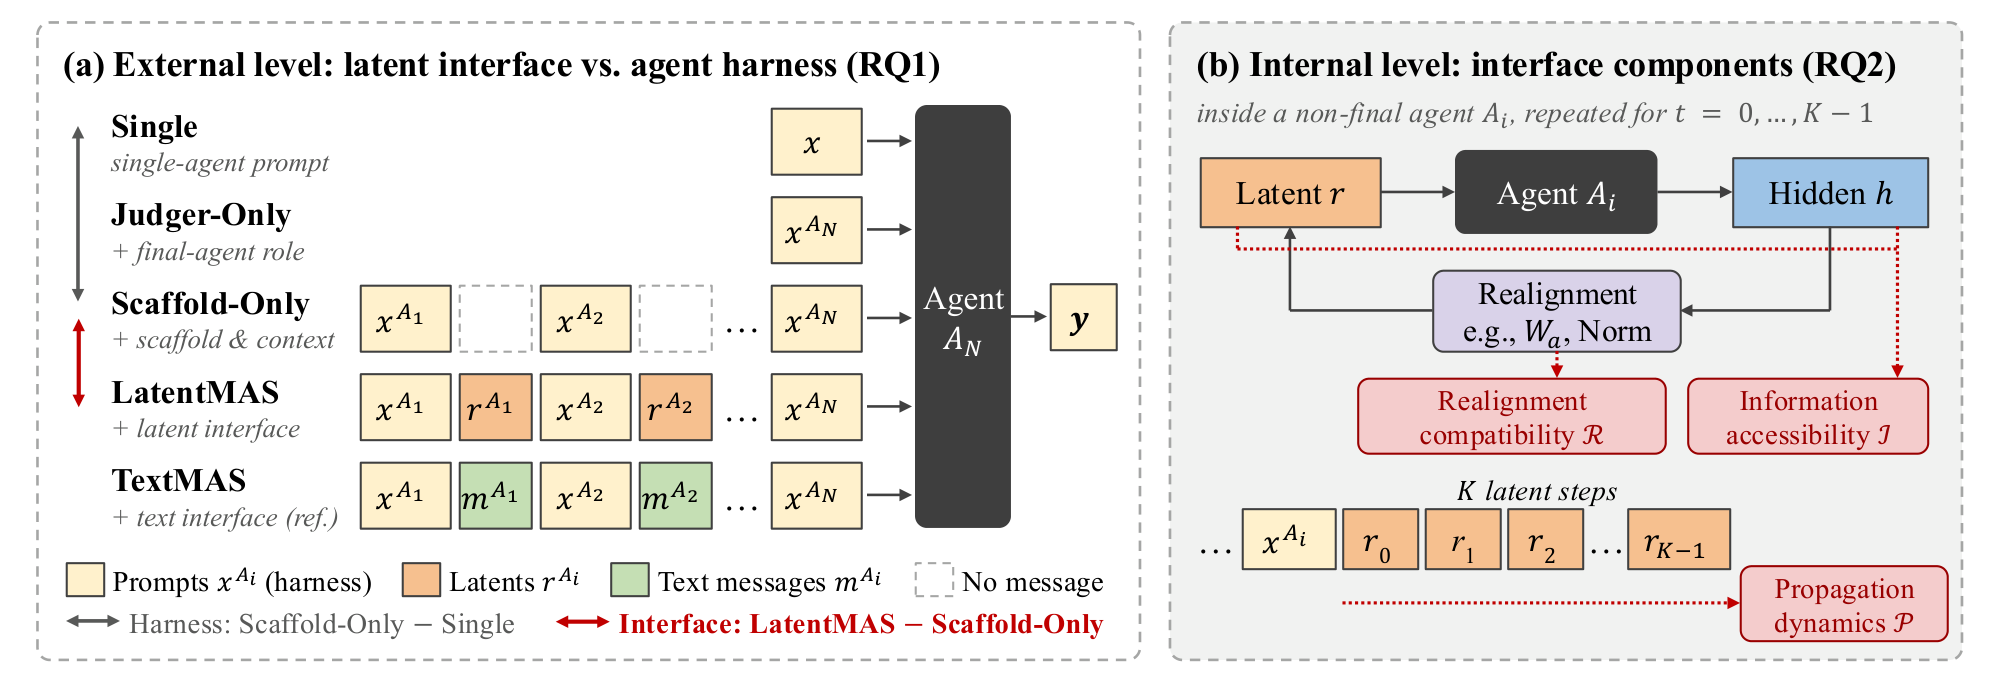 (a) External level: latent interface vs. agent harness (RQ1)
Single
single-agent prompt
x
Judger-Only
+ final-agent role
x^{A_N}
Scaffold-Only
+ scaffold & context
x^{A_1} x^{A_2} ... x^{A_N}
LatentMAS
+ latent interface
x^{A_1} r^{A_1} x^{A_2} r^{A_2} ... x^{A_N}
TextMAS
+ text interface (ref.)
x^{A_1} m^{A_1} x^{A_2} m^{A_2} ... x^{A_N}
Agent
A_N
y
Prompts x^{A_i} (harness) Latents r^{A_i} Text messages m^{A_i} No message
Harness: Scaffold-Only − Single Interface: LatentMAS − Scaffold-Only
(b) Internal level: interface components (RQ2)
inside a non-final agent A_i, repeated for t = 0, ..., K − 1
Latent r Agent A_i Hidden h
Realignment
e.g., W_a, Norm
Realignment
compatibility ℛ
Information
accessibility ℐ
K latent steps
... x^{A_i} r_0 r_1 r_2 ... r_{K−1}
Propagation
dynamics 𝒫